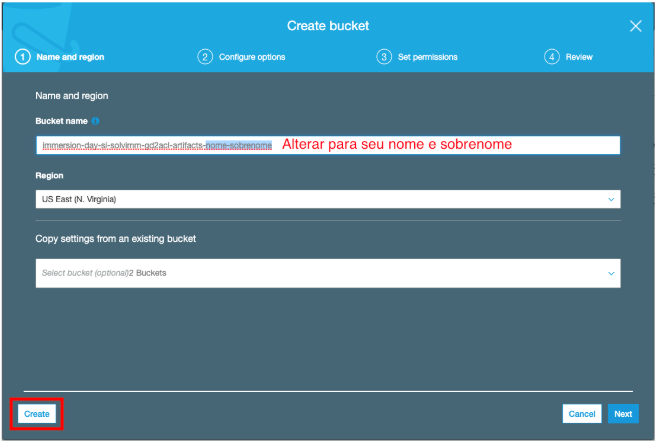 Create bucket
1 Name and region
2 Configure options
3 Set permissions
4 Review
Name and region
Bucket name
immersion-day-si-solvimm-gd2acl-artifacts-nome-sobrenome Alterar para seu nome e sobrenome
Region
US East (N. Virginia)
Copy settings from an existing bucket
Select bucket (optional)2 Buckets
Create
Cancel
Next